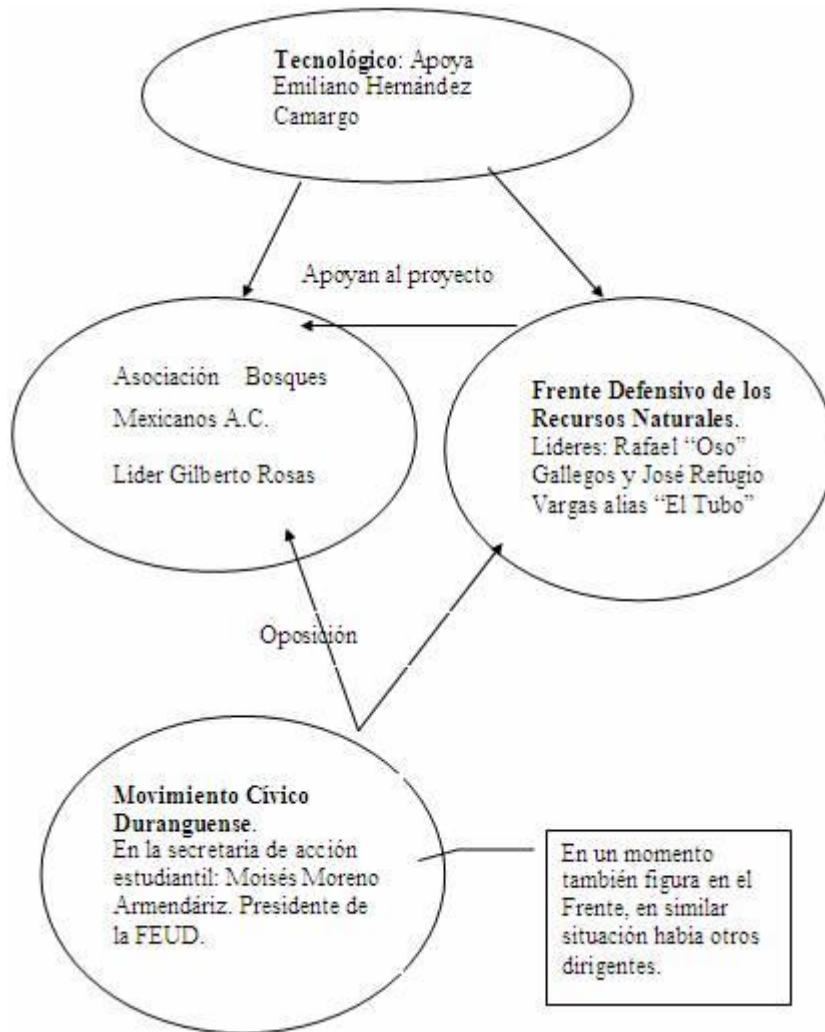 Tecnológico: Apoya
Emiliano Hernández
Camargo
Apoyan al proyecto
Asociación Bosques
Mexicanos A.C.
Lider Gilberto Rosas
Frente Defensivo de los
Recursos Naturales.
Lideres: Rafael “Oso”
Gallegos y José Refugio
Vargas alias “El Tubo”
Oposición
Movimiento Cívico
Duranguense.
En la secretaria de acción
estudiantil: Moisés Moreno
Armendáriz. Presidente de
la FEUD.
En un momento
también figura en el
Frente, en similar
situación había otros
dirigentes.